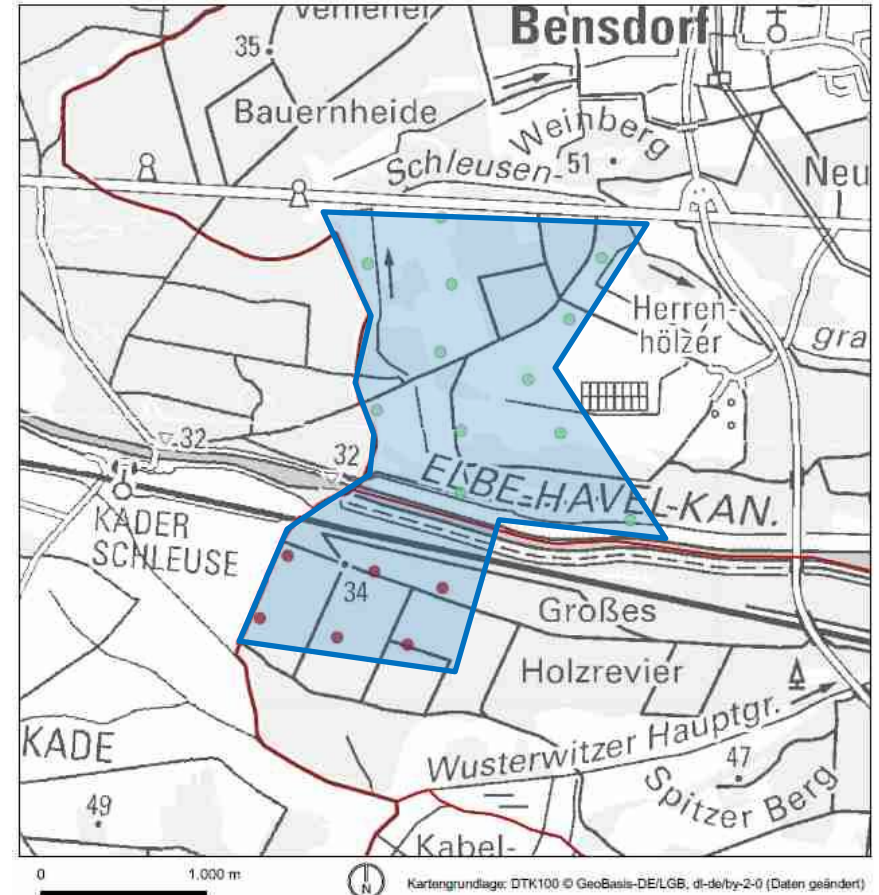 Bensdorf
35
Bauernheide
Weinberg
Schleusen-
51
Neu
Herren-
hölzer
gra
32
32
ELBE-HAVEL-KAN.
KADER
SCHLEUSE
34
Großes
Holzrevier
KADE
Wusterwitzer Hauptgr.
47
Spitzer Berg
49
Kabel-
0
1.000 m
N
Kartengrundlage: DTK100 © GeoBasis-DE/LGB, dl-de/by-2-0 (Daten geändert)